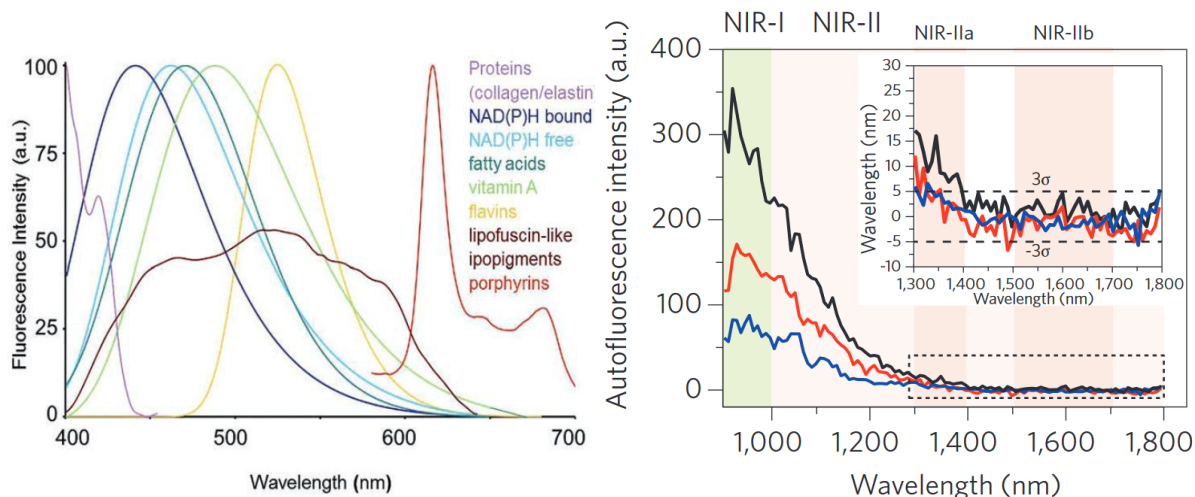 Fluorescence Intensity (a.u.)
100
75
50
25
0
400
500
600
700
Wavelength (nm)
Proteins
(collagen/elastin
NAD(P)H bound
NAD(P)H free
fatty acids
vitamin A
flavins
lipofuscin-like
ipopigments
porphyrins
NIR-I
NIR-II
NIR-IIa
NIR-IIb
Autofluorescence intensity (a.u.)
400
300
200
100
0
1,000
1,200
1,400
1,600
1,800
Wavelength (nm)
Wavelength (nm)
30
25
20
15
10
5
0
-5
-10
3σ
-3σ
1,300
1,400
1,500
1,600
1,700
1,800
Wavelength (nm)